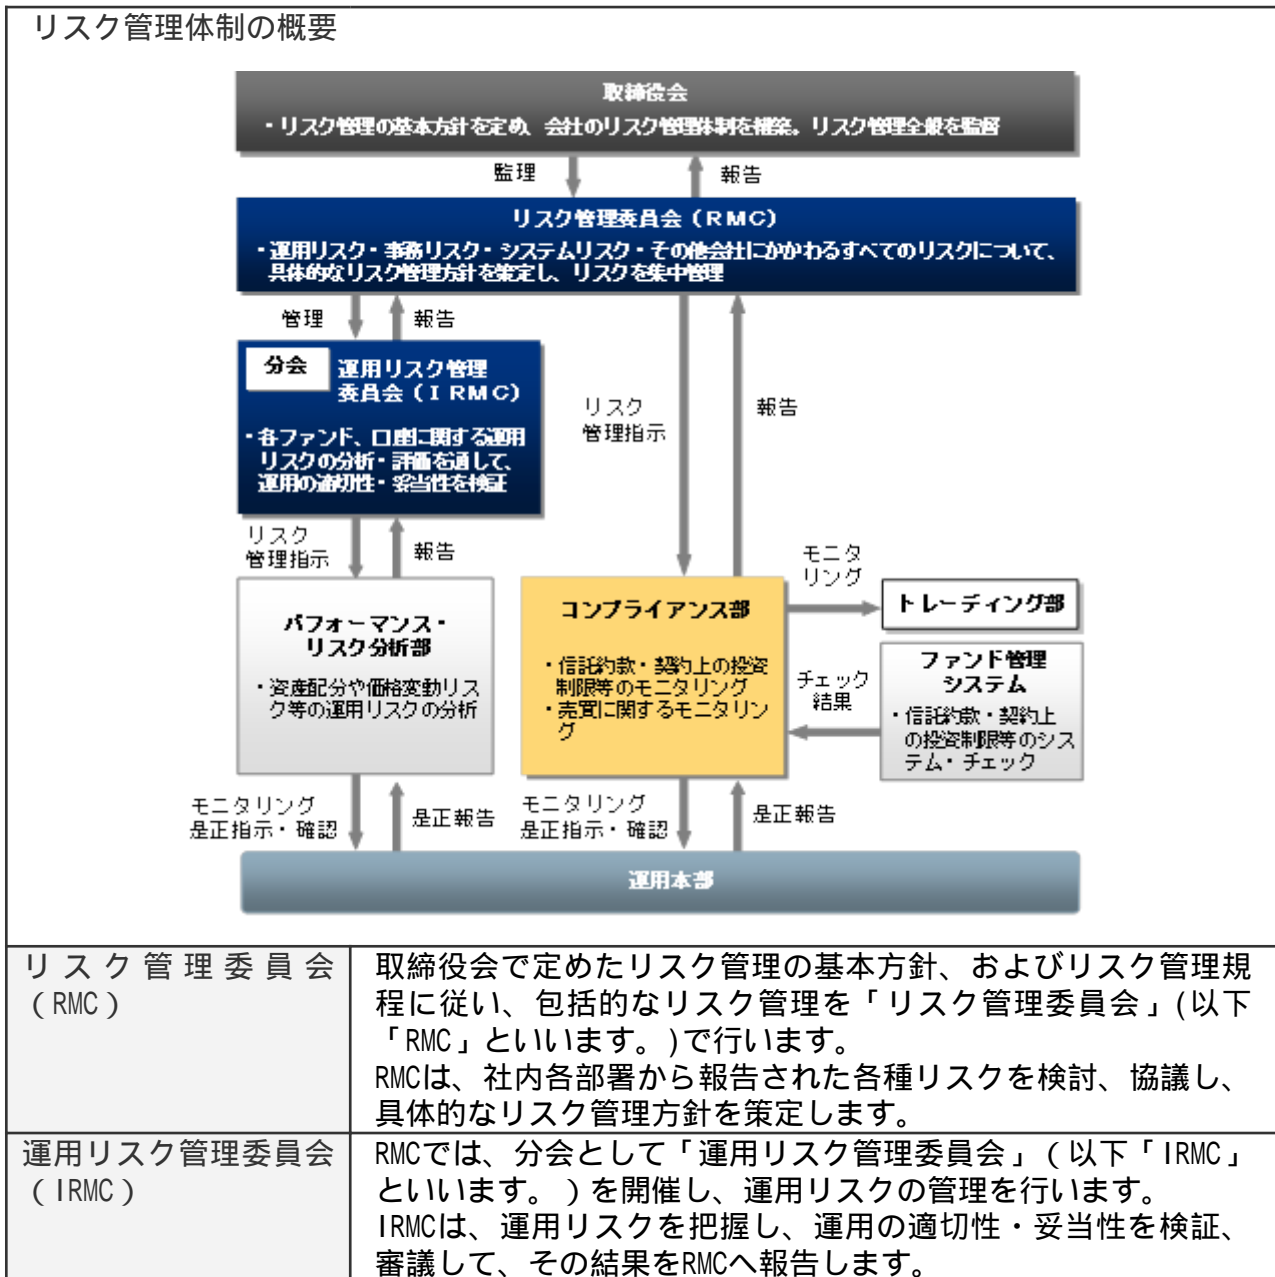 リスク管理体制の概要
取締役会
・リスク管理の基本方針を定め、会社のリスク管理体制を構築。リスク管理全般を監督
監理
報告
リスク管理委員会（RMC）
・運用リスク・事務リスク・システムリスク・その他会社にかかわるすべてのリスクについて、
具体的なリスク管理方針を策定し、リスクを集中管理
管理
報告
分会
運用リスク管理
委員会（IRMC）
・各ファンド、口座に関する運用
リスクの分析・評価を通して、
運用の適切性・妥当性を検証
リスク
管理指示
報告
リスク
管理指示
報告
パフォーマンス・
リスク分析部
・資産配分や価格変動リス
ク等の運用リスクの分析
コンプライアンス部
・信託約款・契約上の投資
制限等のモニタリング
・売買に関するモニタリン
グ
モニタ
リング
トレーディング部
チェック
結果
ファンド管理
システム
・信託約款・契約上
の投資制限等のシス
テム・チェック
モニタリング
是正指示・確認
是正報告
モニタリング
是正指示・確認
是正報告
運用本部
リスク管理委員会
（RMC）
取締役会で定めたリスク管理の基本方針、およびリスク管理規
程に従い、包括的なリスク管理を「リスク管理委員会」(以下
「RMC」といいます。)で行います。
RMCは、社内各部署から報告された各種リスクを検討、協議し、
具体的なリスク管理方針を策定します。
運用リスク管理委員会
（IRMC）
RMCでは、分会として「運用リスク管理委員会」（以下「IRMC」
といいます。）を開催し、運用リスクの管理を行います。
IRMCは、運用リスクを把握し、運用の適切性・妥当性を検証、
審議して、その結果をRMCへ報告します。